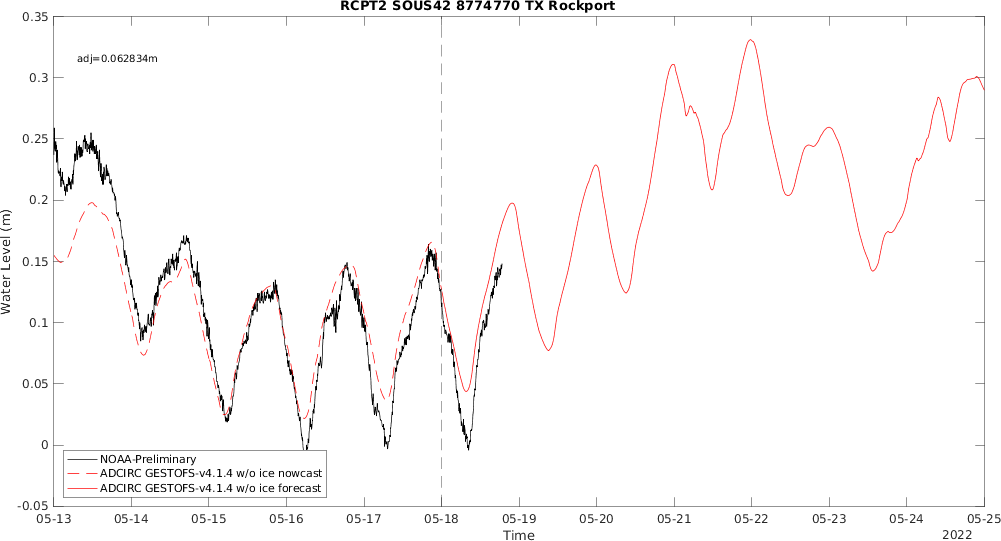 RCPT2 SOUS42 8774770 TX Rockport
adj=0.062834m
Water Level (m)
0.35
0.3
0.25
0.2
0.15
0.1
0.05
0
-0.05
NOAA-Preliminary
ADCIRC GESTOFS-v4.1.4 w/o ice nowcast
ADCIRC GESTOFS-v4.1.4 w/o ice forecast
05-13 05-14 05-15 05-16 05-17 05-18 05-19 05-20 05-21 05-22 05-23 05-24 05-25
Time
2022